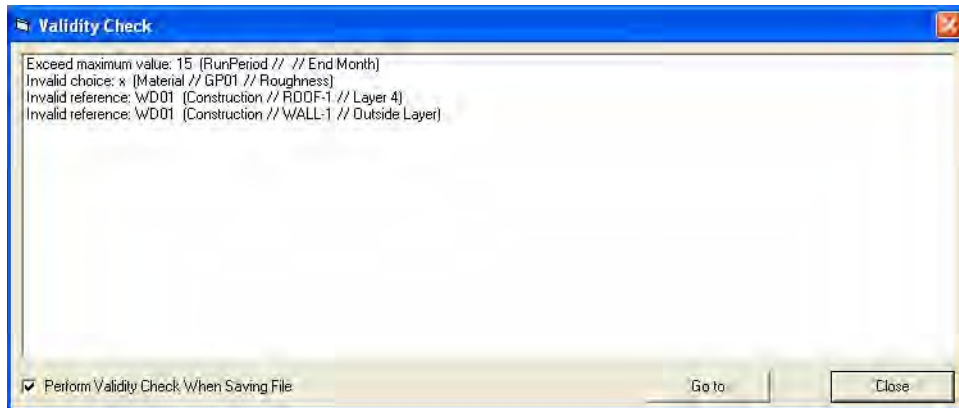 Validity Check
Exceed maximum value: 15 (RunPeriod // // End Month)
Invalid choice: x (Material // GP01 // Roughness)
Invalid reference: WD01 (Construction // ROOF-1 // Layer 4)
Invalid reference: WD01 (Construction // WALL-1 // Outside Layer)
Perform Validity Check When Saving File
Go to
Close